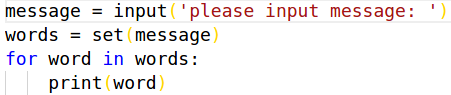 message = input('please input message: ')
words = set(message)
for word in words:
    print(word)